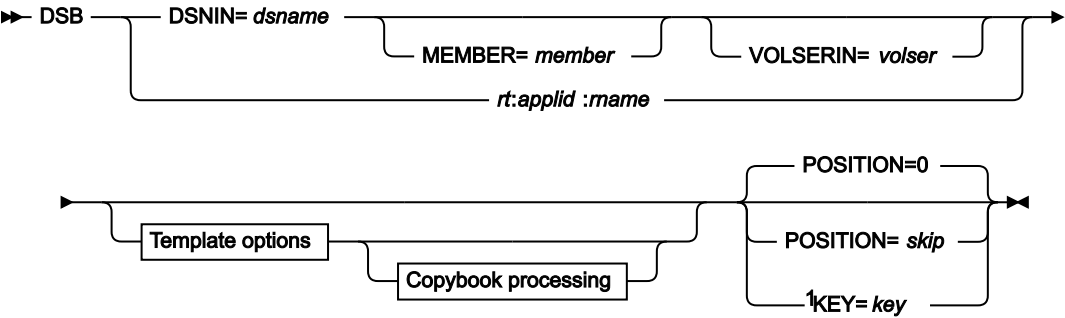 DSB DSNIN= dsname
MEMBER= member VOLSERIN= volser
rt:applid :rname
POSITION=0
Template options POSITION= skip
Copybook processing
1KEY= key